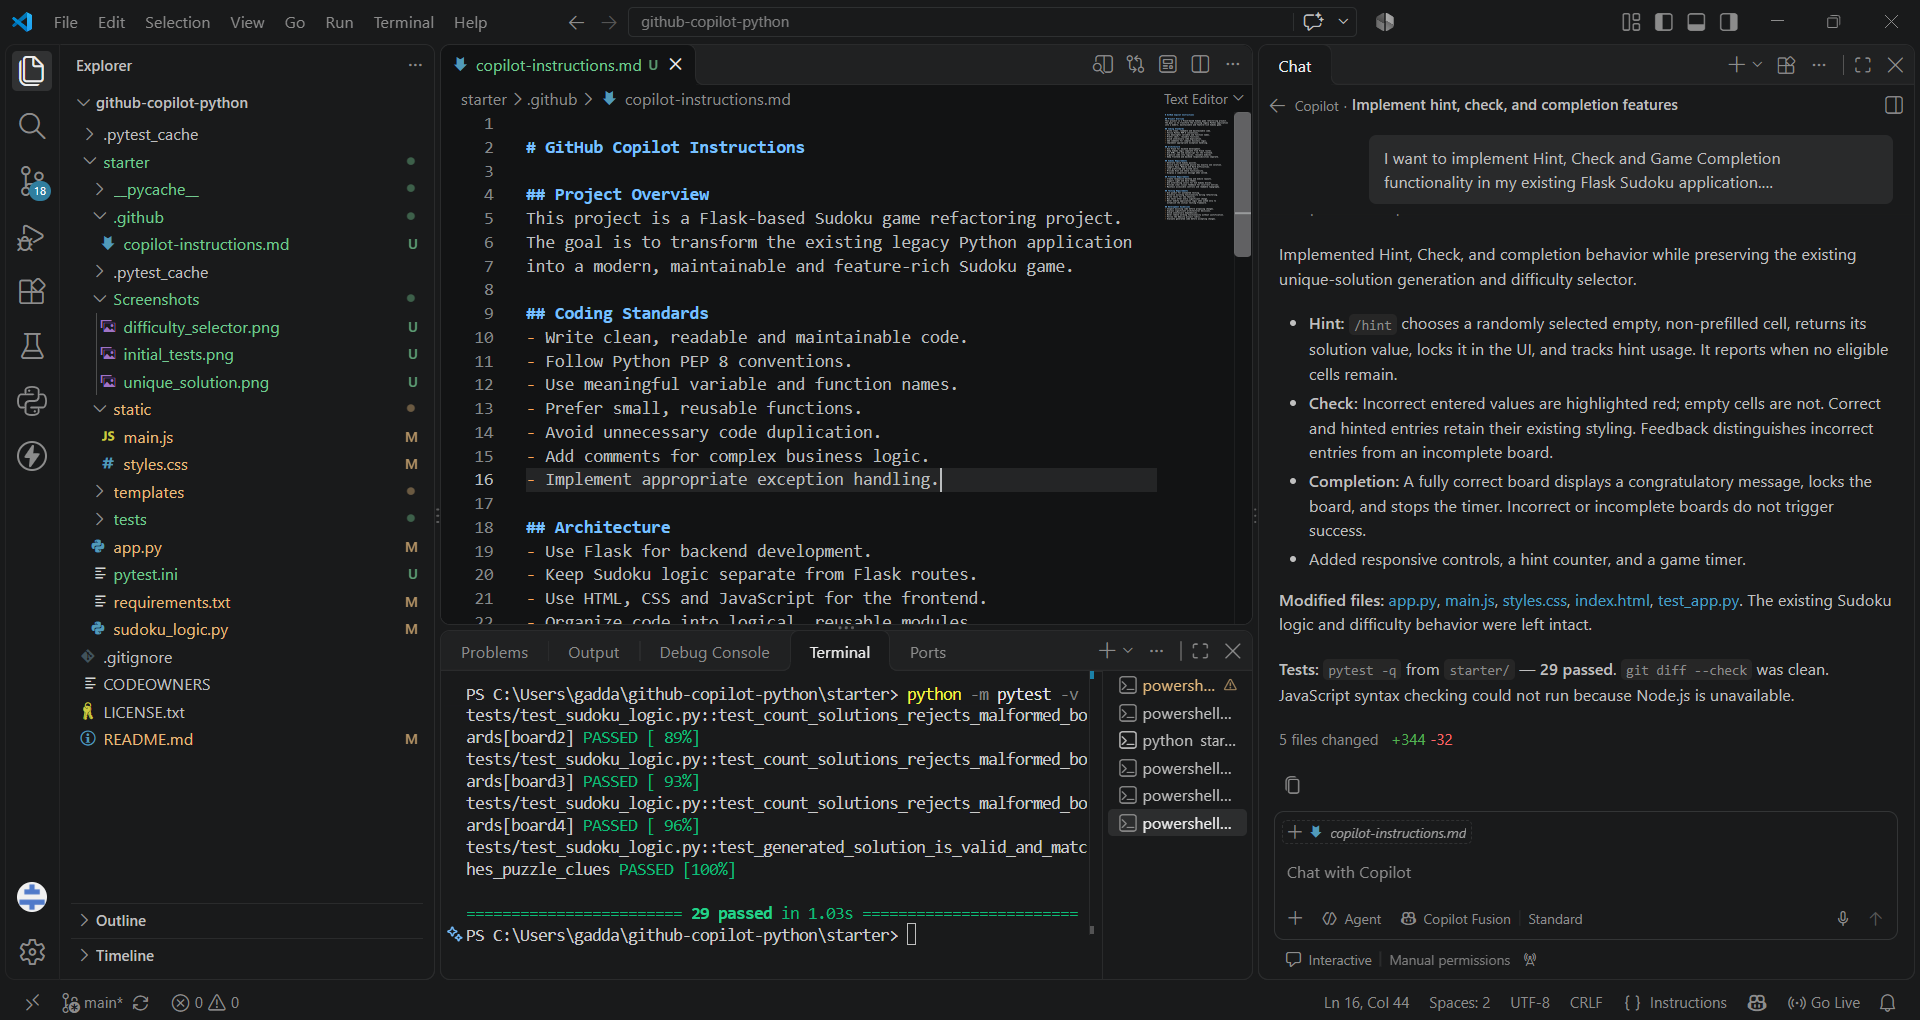 File Edit Selection View Go Run Terminal Help
github-copilot-python
Explorer
github-copilot-python
.pytest_cache
starter
__pycache__
.github
copilot-instructions.md U
.pytest_cache
Screenshots
difficulty_selector.png U
initial_tests.png U
unique_solution.png U
static
JS main.js M
# styles.css M
templates
tests
app.py M
pytest.ini U
requirements.txt M
sudoku_logic.py M
.gitignore
CODEOWNERS
LICENSE.txt
README.md M
Outline
Timeline
18
copilot-instructions.md U
starter > .github > copilot-instructions.md
Text Editor
1
2 # GitHub Copilot Instructions
3
4 ## Project Overview
5 This project is a Flask-based Sudoku game refactoring project.
6 The goal is to transform the existing legacy Python application
7 into a modern, maintainable and feature-rich Sudoku game.
8
9 ## Coding Standards
10 - Write clean, readable and maintainable code.
11 - Follow Python PEP 8 conventions.
12 - Use meaningful variable and function names.
13 - Prefer small, reusable functions.
14 - Avoid unnecessary code duplication.
15 - Add comments for complex business logic.
16 - Implement appropriate exception handling.
17
18 ## Architecture
19 - Use Flask for backend development.
20 - Keep Sudoku logic separate from Flask routes.
21 - Use HTML, CSS and JavaScript for the frontend.
22 - Organize code into logical, reusable modules.
Problems Output Debug Console Terminal Ports
PS C:\Users\gadda\github-copilot-python\starter> python -m pytest -v
tests/test_sudoku_logic.py::test_count_solutions_rejects_malformed_bo
ards[board2] PASSED [ 89%]
tests/test_sudoku_logic.py::test_count_solutions_rejects_malformed_bo
ards[board3] PASSED [ 93%]
tests/test_sudoku_logic.py::test_count_solutions_rejects_malformed_bo
ards[board4] PASSED [ 96%]
tests/test_sudoku_logic.py::test_generated_solution_is_valid_and_matc
hes_puzzle_clues PASSED [100%]
======================== 29 passed in 1.03s ========================
PS C:\Users\gadda\github-copilot-python\starter>
powersh...
powershell...
python star...
powershell...
powershell...
powershell...
Chat
Copilot · Implement hint, check, and completion features
I want to implement Hint, Check and Game Completion
functionality in my existing Flask Sudoku application....
Implemented Hint, Check, and completion behavior while preserving the existing
unique-solution generation and difficulty selector.
• Hint: /hint chooses a randomly selected empty, non-prefilled cell, returns its
solution value, locks it in the UI, and tracks hint usage. It reports when no eligible
cells remain.
• Check: Incorrect entered values are highlighted red; empty cells are not. Correct
and hinted entries retain their existing styling. Feedback distinguishes incorrect
entries from an incomplete board.
• Completion: A fully correct board displays a congratulatory message, locks the
board, and stops the timer. Incorrect or incomplete boards do not trigger
success.
• Added responsive controls, a hint counter, and a game timer.
Modified files: app.py, main.js, styles.css, index.html, test_app.py. The existing Sudoku
logic and difficulty behavior were left intact.
Tests: pytest -q from starter/ — 29 passed. git diff --check was clean.
JavaScript syntax checking could not run because Node.js is unavailable.
5 files changed +344 -32
copilot-instructions.md
Chat with Copilot
Agent Copilot Fusion Standard
Interactive Manual permissions
main* 0 0
Ln 16, Col 44 Spaces: 2 UTF-8 CRLF { } Instructions Go Live